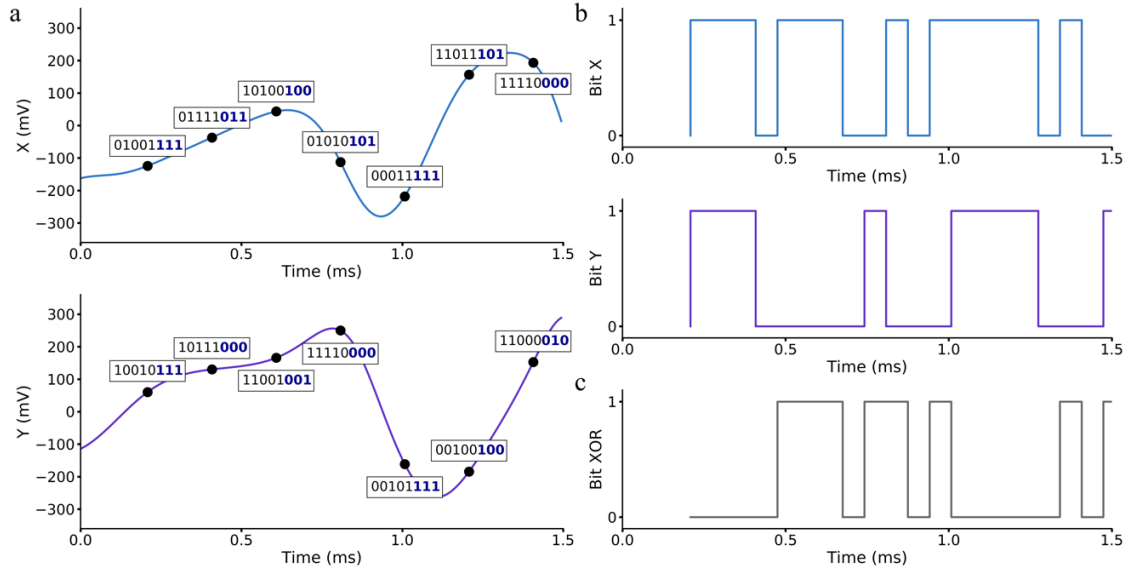 a
X (mV)
300
200
100
0
−100
−200
−300
01001111
01111011
10100100
01010101
00011111
11011101
11110000
0.0 0.5 1.0 1.5
Time (ms)
Y (mV)
300
200
100
0
−100
−200
−300
10010111
10111000
11001001
11110000
00101111
00100100
11000010
0.0 0.5 1.0 1.5
Time (ms)
b
Bit X
1
0
0.0 0.5 1.0 1.5
Time (ms)
Bit Y
1
0
0.0 0.5 1.0 1.5
Time (ms)
c
Bit XOR
1
0
0.0 0.5 1.0 1.5
Time (ms)